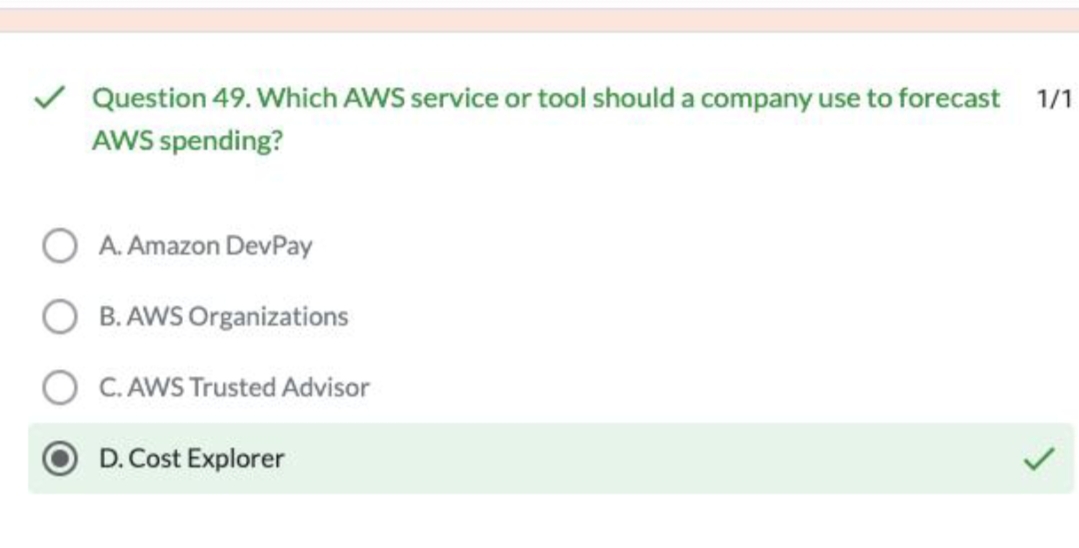 Question 49. Which AWS service or tool should a company use to forecast 1/1
AWS spending?
A. Amazon DevPay
B. AWS Organizations
C. AWS Trusted Advisor
D. Cost Explorer